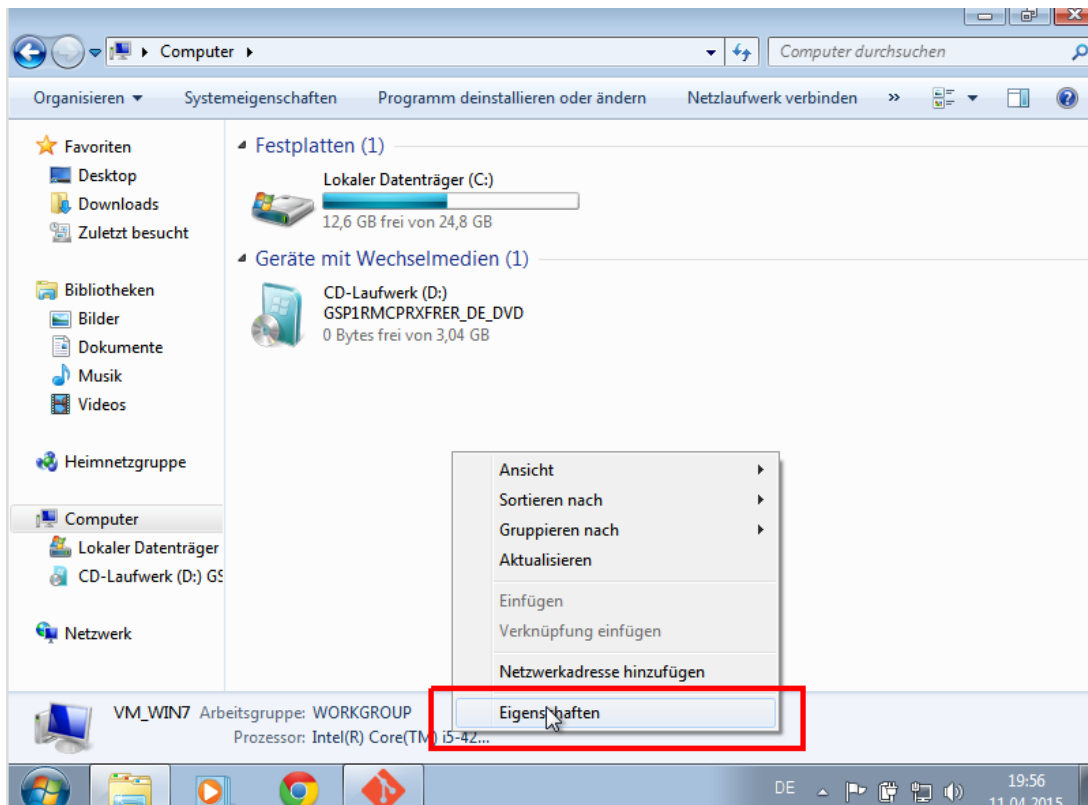 Computer
Computer durchsuchen
Organisieren Systemeigenschaften Programm deinstallieren oder ändern Netzlaufwerk verbinden »
Favoriten
Desktop
Downloads
Zuletzt besucht
Bibliotheken
Bilder
Dokumente
Musik
Videos
Heimnetzgruppe
Computer
Lokaler Datenträger
CD-Laufwerk (D:) GS
Netzwerk
Festplatten (1)
Lokaler Datenträger (C:)
12,6 GB frei von 24,8 GB
Geräte mit Wechselmedien (1)
CD-Laufwerk (D:)
GSP1RMCPRXFRER_DE_DVD
0 Bytes frei von 3,04 GB
Ansicht
Sortieren nach
Gruppieren nach
Aktualisieren
Einfügen
Verknüpfung einfügen
Netzwerkadresse hinzufügen
Eigenschaften
VM_WIN7 Arbeitsgruppe: WORKGROUP
Prozessor: Intel(R) Core(TM) i5-42...
DE
19:56
11.04.2015